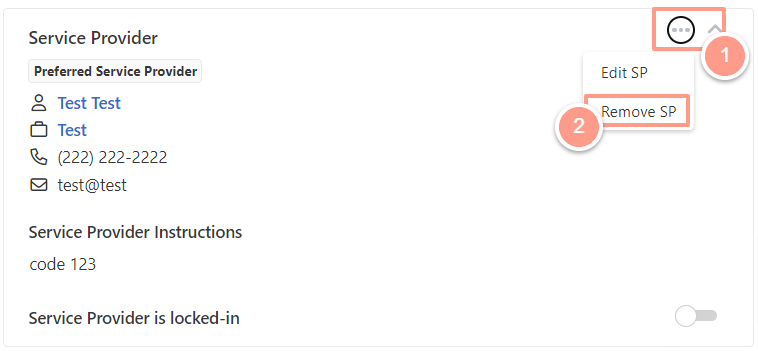 Service Provider
1
Preferred Service Provider
Edit SP
Test Test
Remove SP
2
Test
(222) 222-2222
test@test
Service Provider Instructions
code 123
Service Provider is locked-in